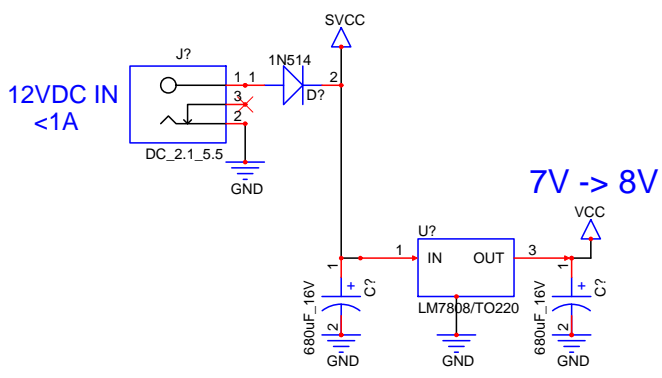 SVCC
J?
1N514
1 1
2
12VDC IN
3
D?
<1A
2
DC_2.1_5.5
GND
7V -> 8V
VCC
U?
1
IN
OUT
3
1
+
C?
680uF_16V
2
GND
LM7808/TO220
GND
1
+
C?
680uF_16V
2
GND